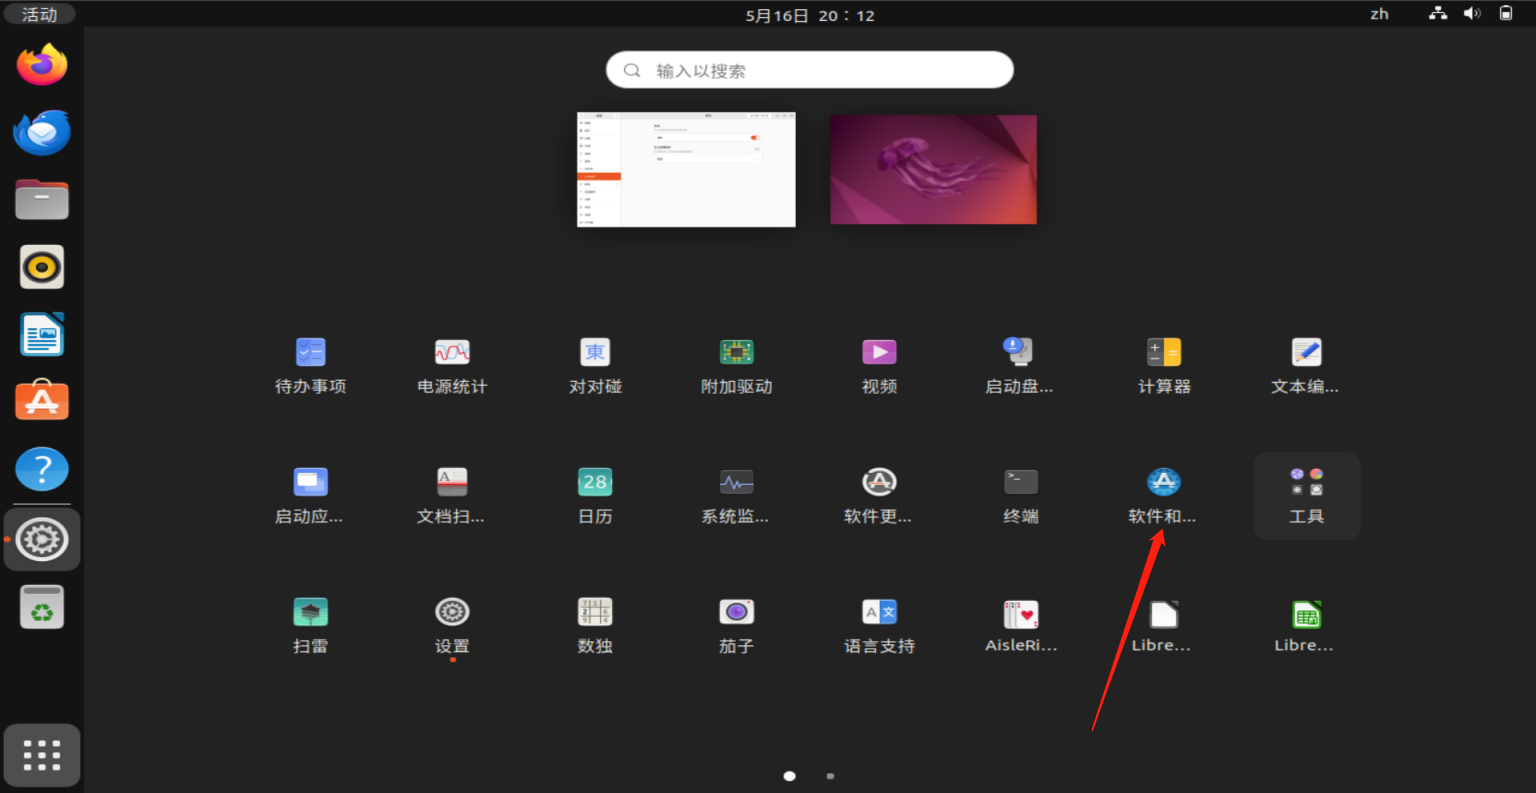 活动
5月16日 20：12
zh
输入以搜索
待办事项
电源统计
对对碰
附加驱动
视频
启动盘...
计算器
文本编...
启动应...
文档扫...
28
日历
系统监...
软件更...
终端
软件和...
工具
扫雷
设置
数独
茄子
语言支持
AisleRi...
Libre...
Libre...